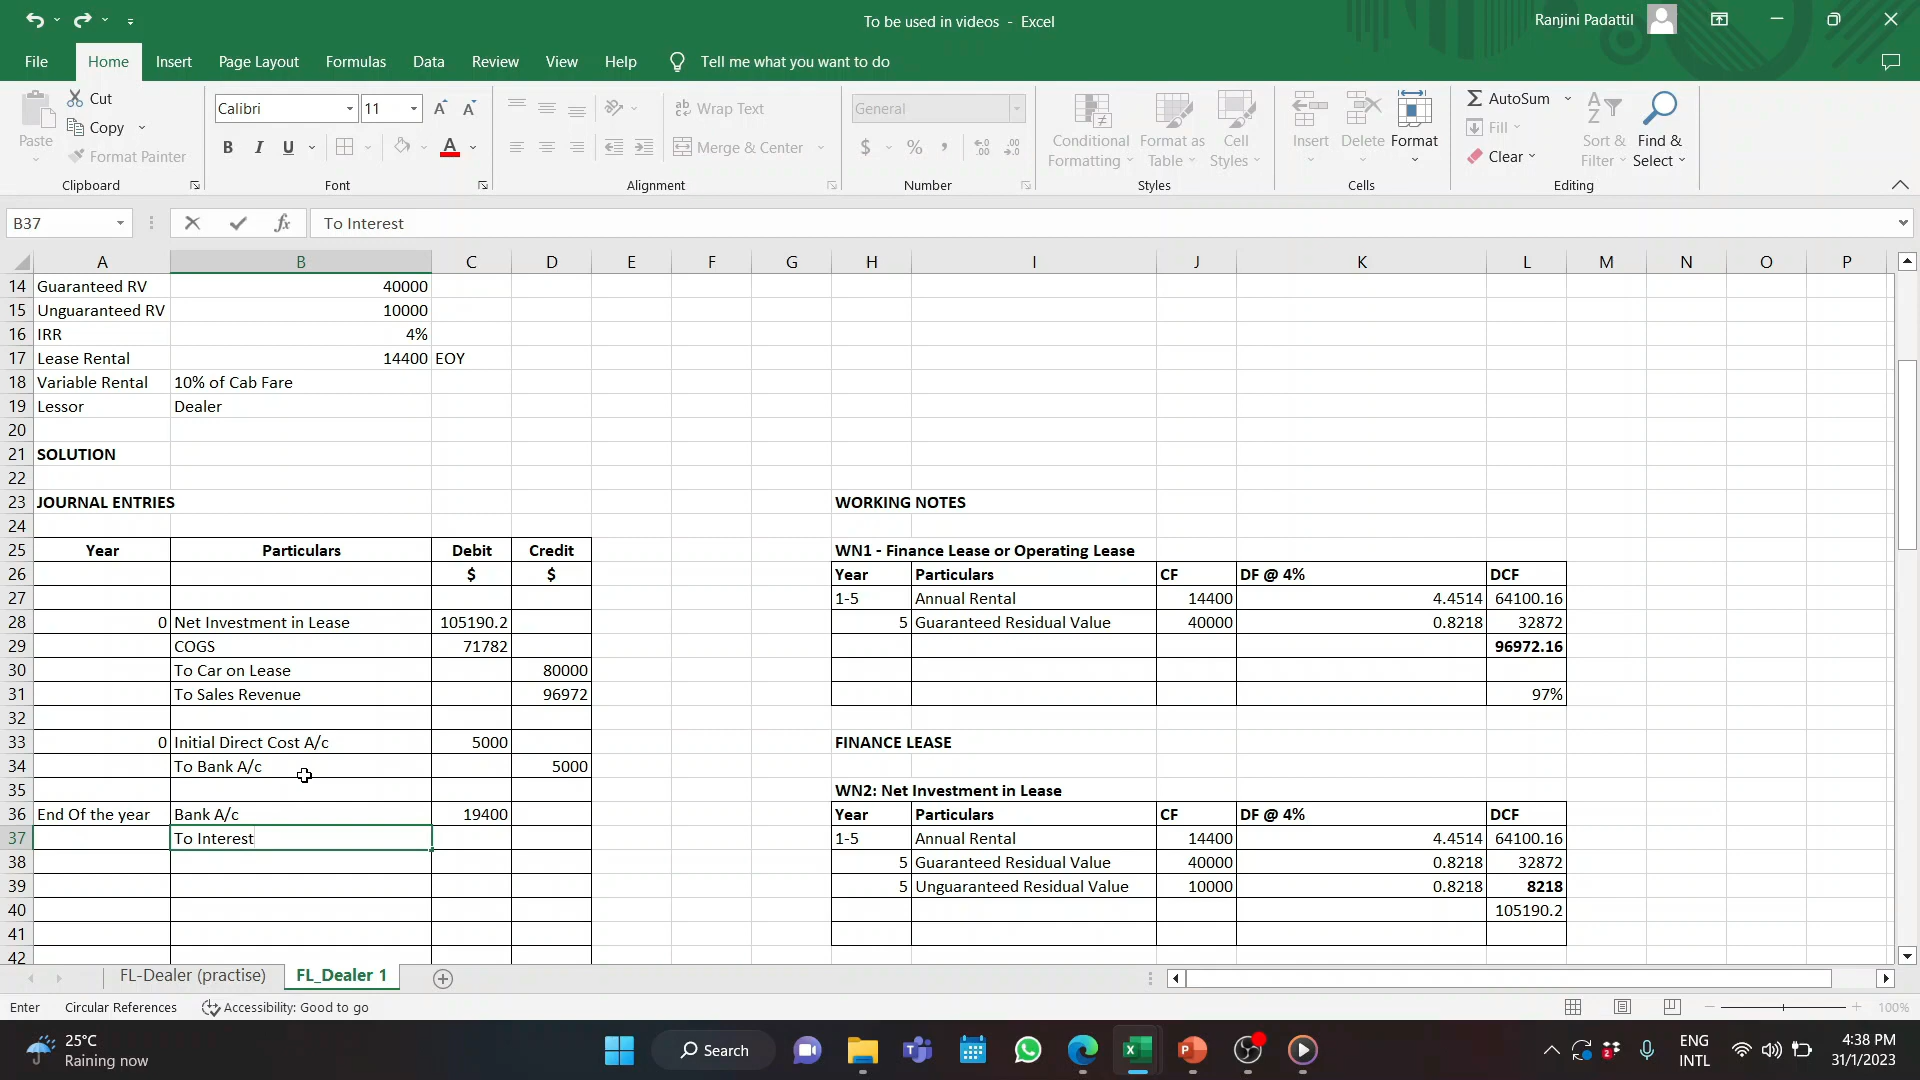 To be used in videos - Excel
Ranjini Padattil
File Home Insert Page Layout Formulas Data Review View Help Tell me what you want to do
Cut
Copy
Format Painter
Paste
Clipboard
Calibri 11
B I U
Font
Wrap Text
Merge & Center
Alignment
General
$ % ,
Number
Conditional Formatting
Format as Table
Cell Styles
Styles
Insert Delete Format
Cells
AutoSum
Fill
Clear
Sort & Filter
Find & Select
Editing
B37 fx To Interest
A B C D E F G H I J K L M N O P
14 Guaranteed RV 40000
15 Unguaranteed RV 10000
16 IRR 4%
17 Lease Rental 14400 EOY
18 Variable Rental 10% of Cab Fare
19 Lessor Dealer
20
21 SOLUTION
22
23 JOURNAL ENTRIES WORKING NOTES
24
25 Year Particulars Debit Credit WN1 - Finance Lease or Operating Lease
26 $ $ Year Particulars CF DF @ 4% DCF
27 1-5 Annual Rental 14400 4.4514 64100.16
28 0 Net Investment in Lease 105190.2 5 Guaranteed Residual Value 40000 0.8218 32872
29 COGS 71782 96972.16
30 To Car on Lease 80000
31 To Sales Revenue 96972 97%
32
33 0 Initial Direct Cost A/c 5000 FINANCE LEASE
34 To Bank A/c 5000
35 WN2: Net Investment in Lease
36 End Of the year Bank A/c 19400 Year Particulars CF DF @ 4% DCF
37 To Interest 1-5 Annual Rental 14400 4.4514 64100.16
38 5 Guaranteed Residual Value 40000 0.8218 32872
39 5 Unguaranteed Residual Value 10000 0.8218 8218
40 105190.2
41
42
FL-Dealer (practise) FL_Dealer 1
Enter Circular References Accessibility: Good to go 100%
25°C
Raining now
Search
ENG
INTL
4:38 PM
31/1/2023